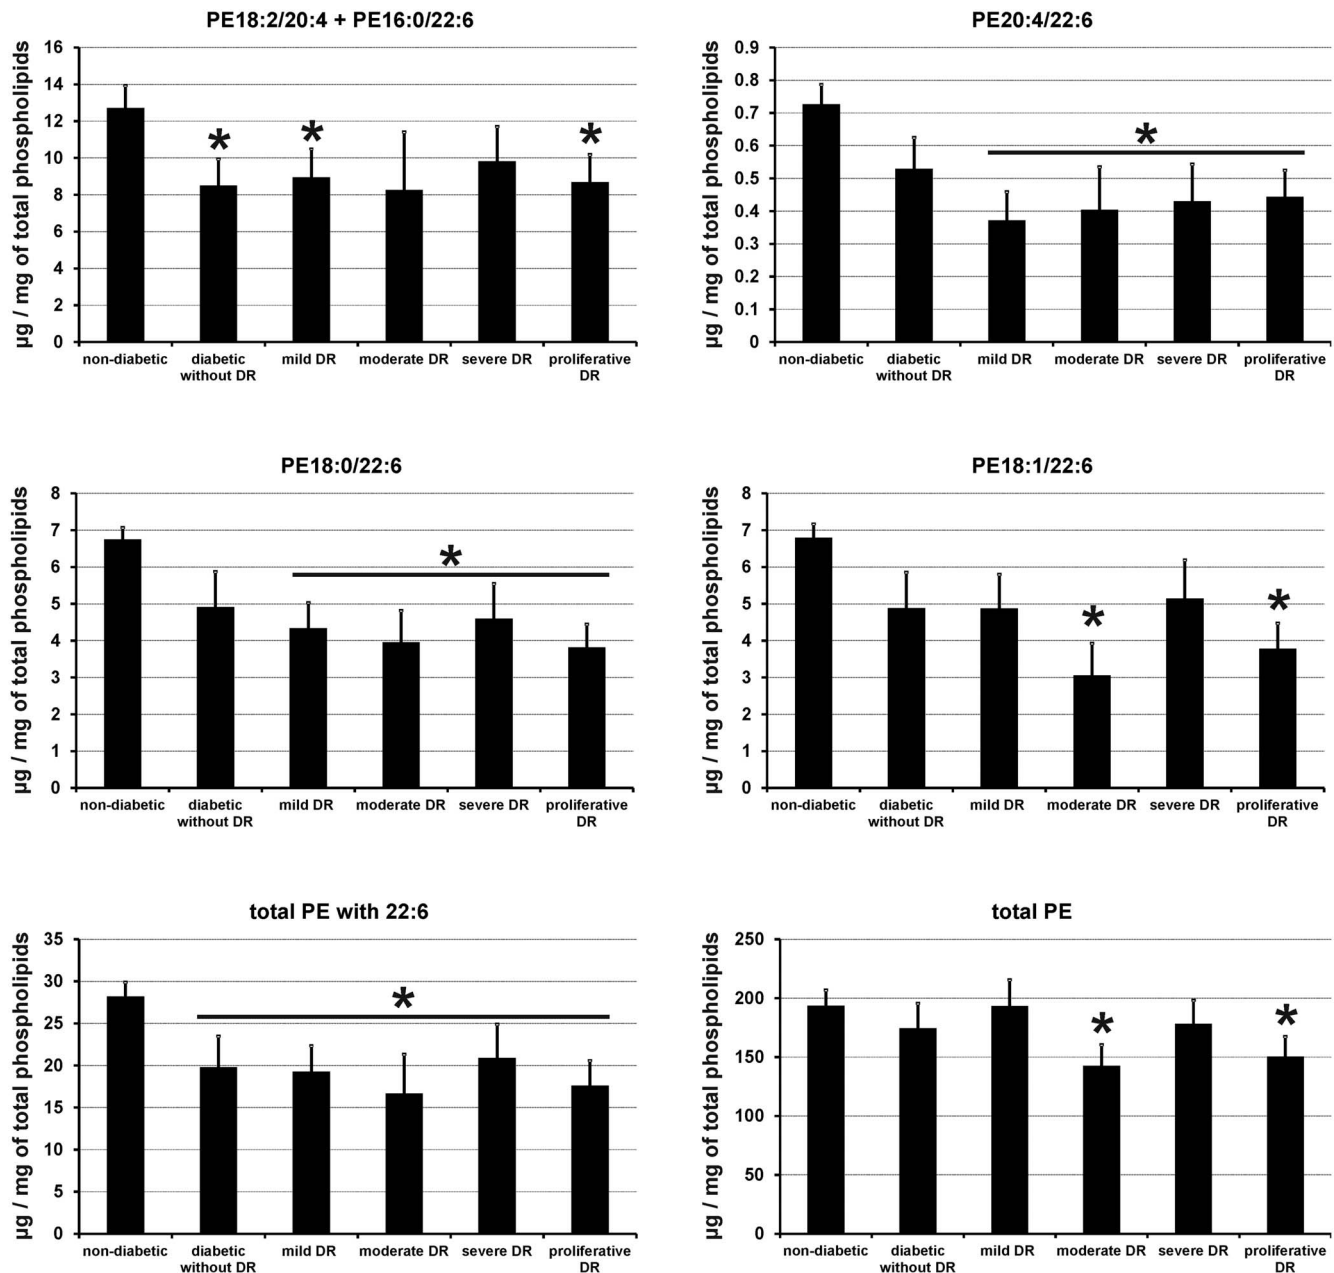 PE18:2/20:4 + PE16:0/22:6
µg / mg of total phospholipids
16
14
12
10
8
6
4
2
0
* * *
non-diabetic diabetic mild DR moderate DR severe DR proliferative
without DR DR
PE20:4/22:6
µg / mg of total phospholipids
0.9
0.8
0.7
0.6
0.5
0.4
0.3
0.2
0.1
0
*
non-diabetic diabetic mild DR moderate DR severe DR proliferative
without DR DR
PE18:0/22:6
µg / mg of total phospholipids
8
7
6
5
4
3
2
1
0
*
non-diabetic diabetic mild DR moderate DR severe DR proliferative
without DR DR
PE18:1/22:6
µg / mg of total phospholipids
8
7
6
5
4
3
2
1
0
* *
non-diabetic diabetic mild DR moderate DR severe DR proliferative
without DR DR
total PE with 22:6
µg / mg of total phospholipids
35
30
25
20
15
10
5
0
*
non-diabetic diabetic mild DR moderate DR severe DR proliferative
without DR DR
total PE
µg / mg of total phospholipids
250
200
150
100
50
0
* *
non-diabetic diabetic mild DR moderate DR severe DR proliferative
without DR DR